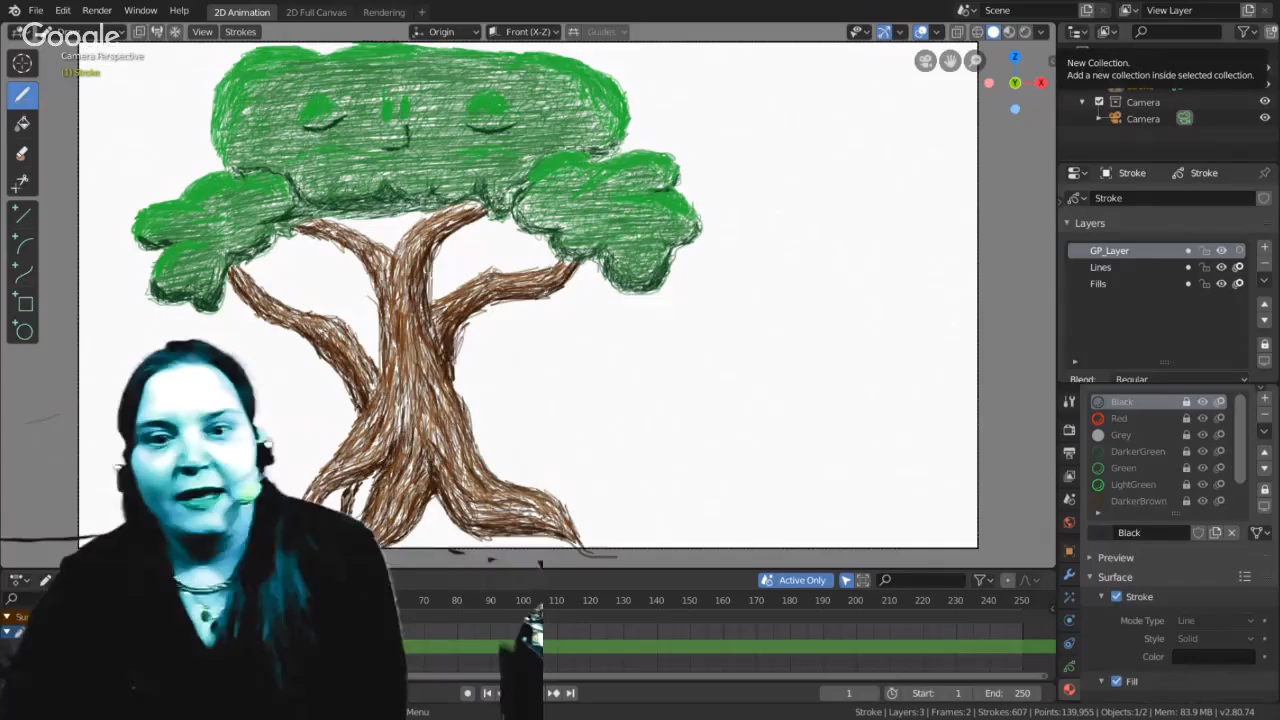 File Edit Render Window Help 2D Animation 2D Full Canvas Rendering + Scene View Layer
View Strokes Origin Front (X-Z) Guides
Google
Camera Perspective
(1) Stroke
Z
Y X
New Collection.
Add a new collection inside selected collection.
Camera
Camera
Stroke Stroke
Stroke
Layers
GP_Layer
Lines
Fills
Blend: Regular
Black
Red
Grey
DarkerGreen
Green
LightGreen
DarkerBrown
Black
Preview
Surface
Stroke
Mode Type Line
Style Solid
Color
Fill
Active Only
70 80 90 100 110 120 130 140 150 160 170 180 190 200 210 220 230 240 250
1 Start: 1 End: 250
Menu
Stroke | Layers:3 | Frames:2 | Strokes:607 | Points:139,955 | Objects:1/2 | Mem: 83.9 MB | v2.80.74